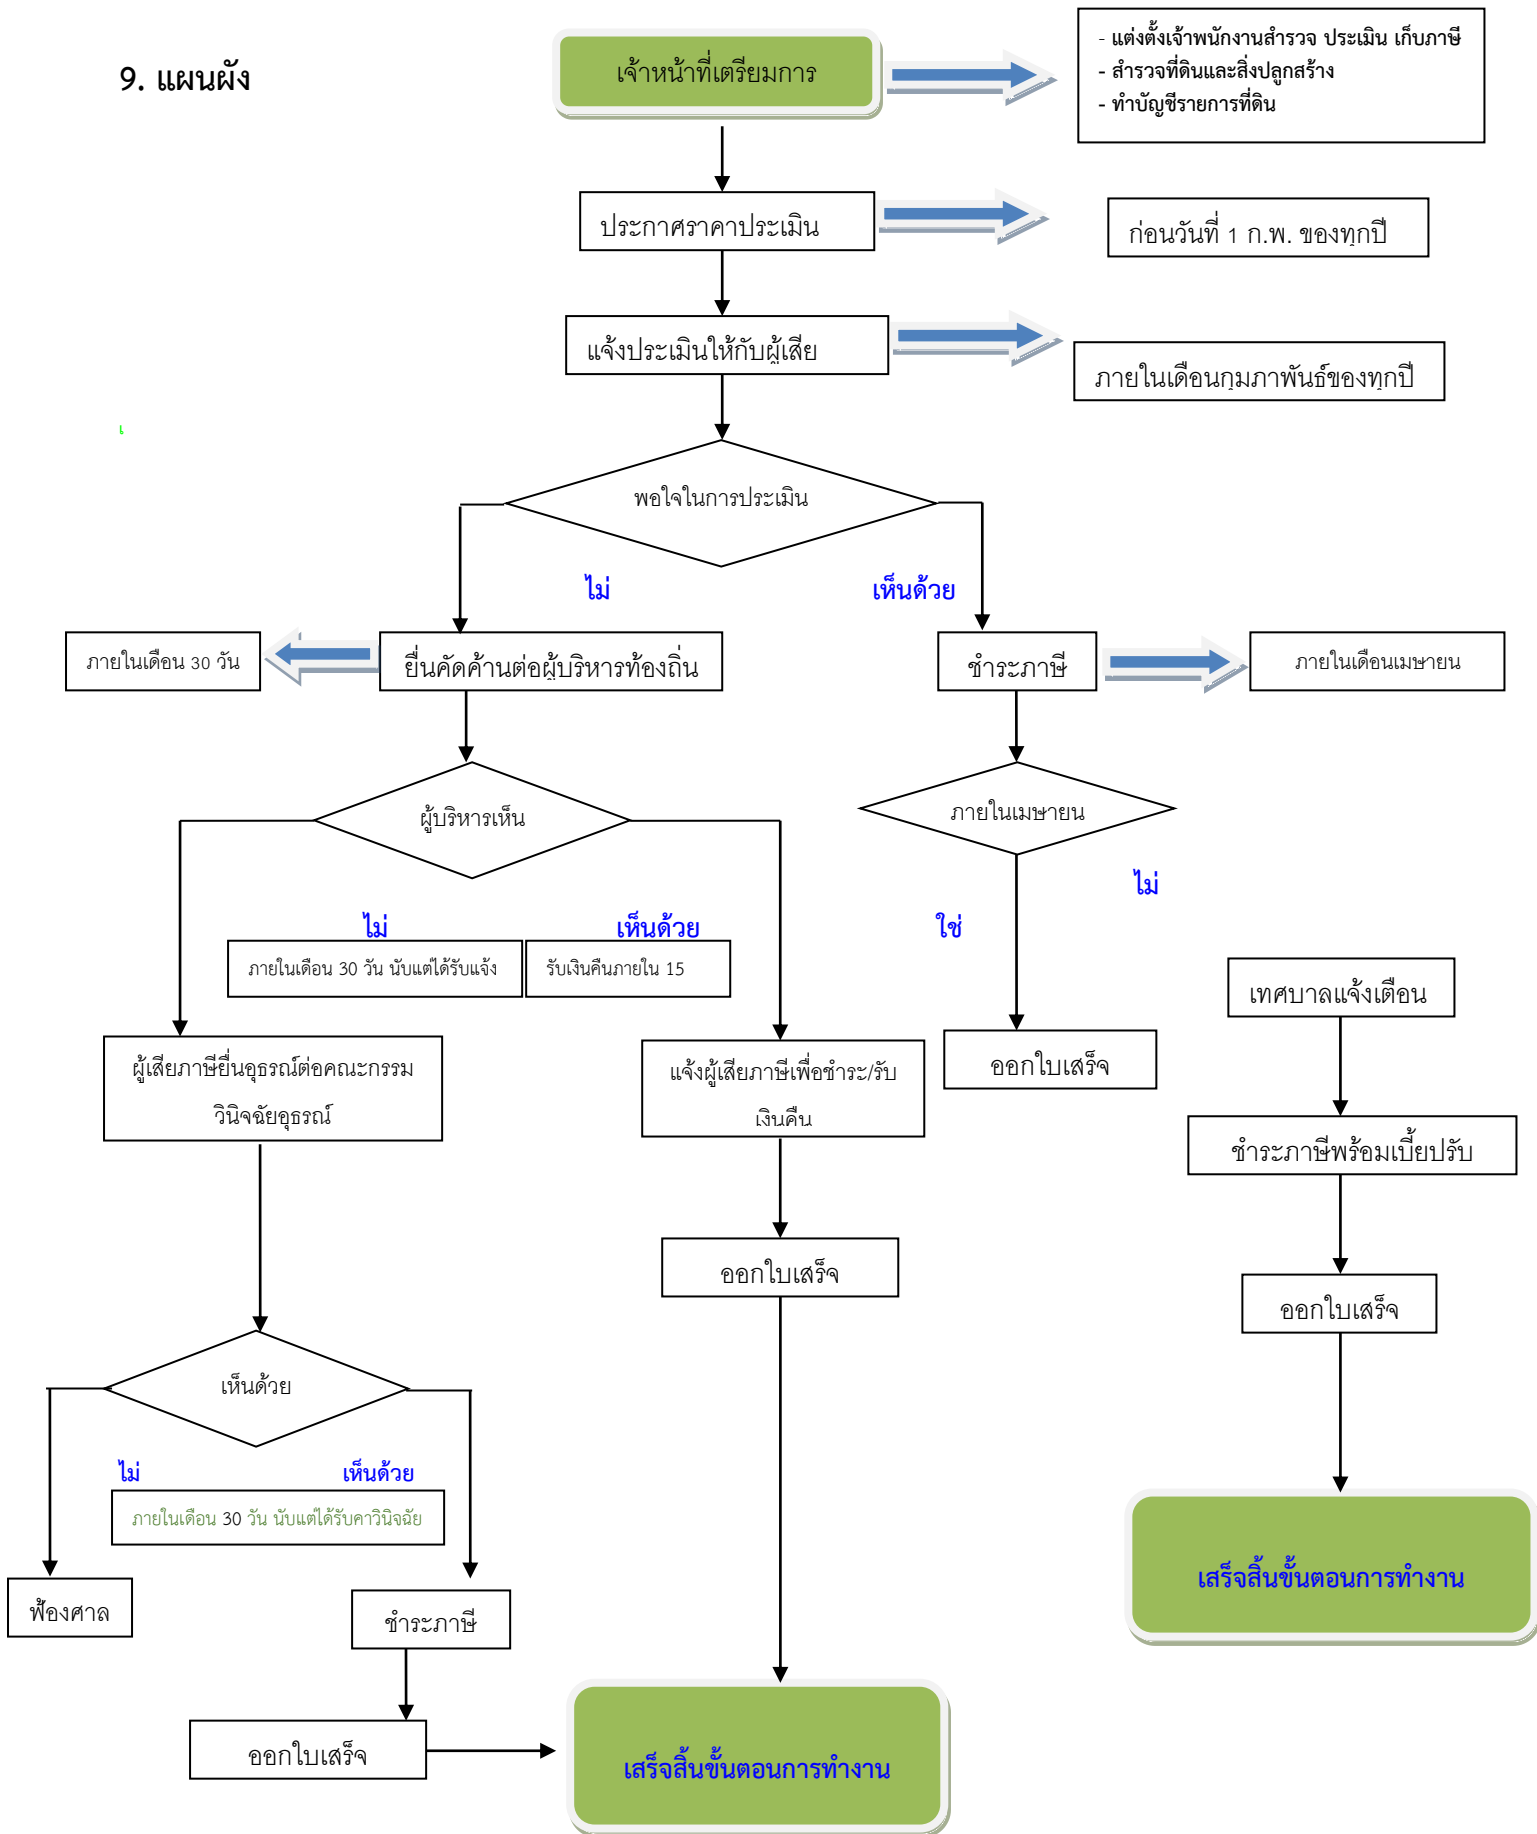 9. แผนผัง
เจ้าหน้าที่เตรียมการ
- แต่งตั้งเจ้าพนักงานสำรวจ ประเมิน เก็บภาษี
- สำรวจที่ดินและสิ่งปลูกสร้าง
- ทำบัญชีรายการที่ดิน
ประกาศราคาประเมิน
ก่อนวันที่ 1 ก.พ. ของทุกปี
แจ้งประเมินให้กับผู้เสีย
ภายในเดือนกุมภาพันธ์ของทุกปี
เ
พอใจในการประเมิน
ไม่
เห็นด้วย
ภายในเดือน 30 วัน
ยื่นคัดค้านต่อผู้บริหารท้องถิ่น
ชำระภาษี
ภายในเดือนเมษายน
ผู้บริหารเห็น
ภายในเมษายน
ไม่
ไม่
เห็นด้วย
ใช่
ภายในเดือน 30 วัน นับแต่ได้รับแจ้ง
รับเงินคืนภายใน 15
เทศบาลแจ้งเตือน
ผู้เสียภาษียื่นอุธรณ์ต่อคณะกรรม
วินิจฉัยอุธรณ์
แจ้งผู้เสียภาษีเพื่อชำระ/รับ
เงินคืน
ออกใบเสร็จ
ชำระภาษีพร้อมเบี้ยปรับ
ออกใบเสร็จ
ออกใบเสร็จ
เห็นด้วย
ไม่
เห็นด้วย
ภายในเดือน 30 วัน นับแต่ได้รับคาวินิจฉัย
เสร็จสิ้นขั้นตอนการทำงาน
ฟ้องศาล
ชำระภาษี
ออกใบเสร็จ
เสร็จสิ้นขั้นตอนการทำงาน